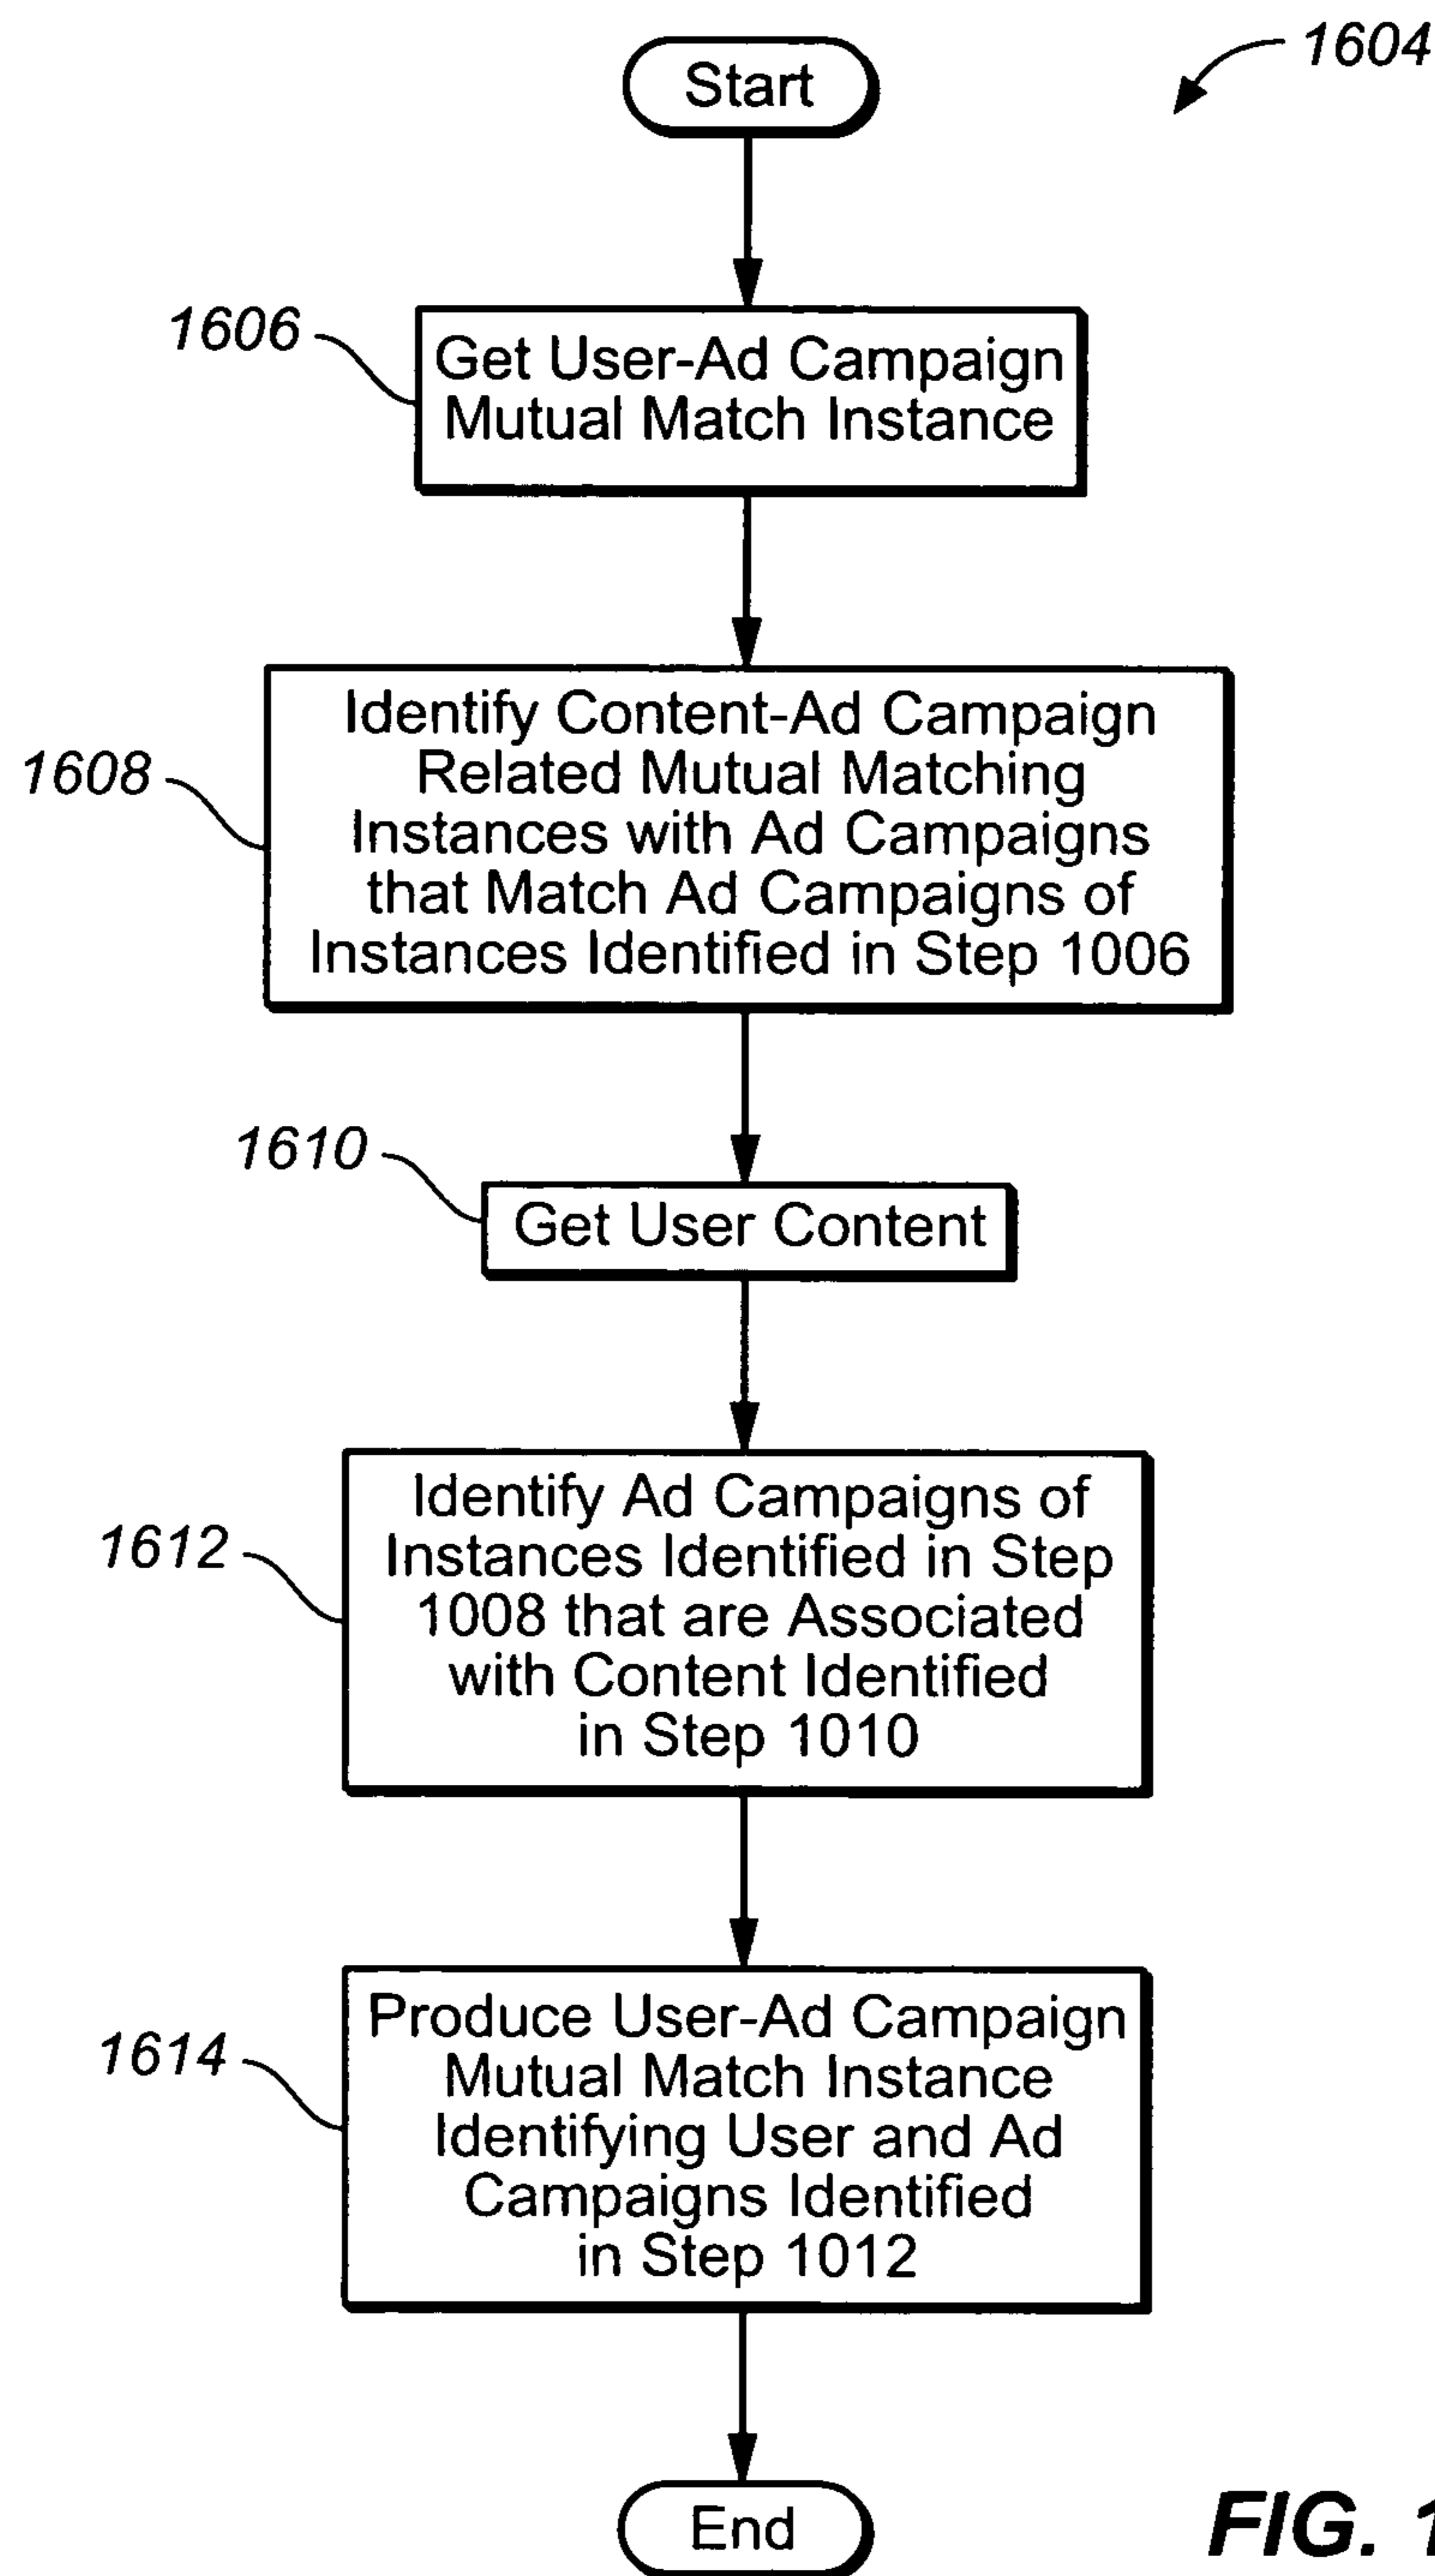 Start
1604
1606
Get User-Ad Campaign
Mutual Match Instance
1608
Identify Content-Ad Campaign
Related Mutual Matching
Instances with Ad Campaigns
that Match Ad Campaigns of
Instances Identified in Step 1006
1610
Get User Content
1612
Identify Ad Campaigns of
Instances Identified in Step
1008 that are Associated
with Content Identified
in Step 1010
1614
Produce User-Ad Campaign
Mutual Match Instance
Identifying User and Ad
Campaigns Identified
in Step 1012
End
FIG. 1